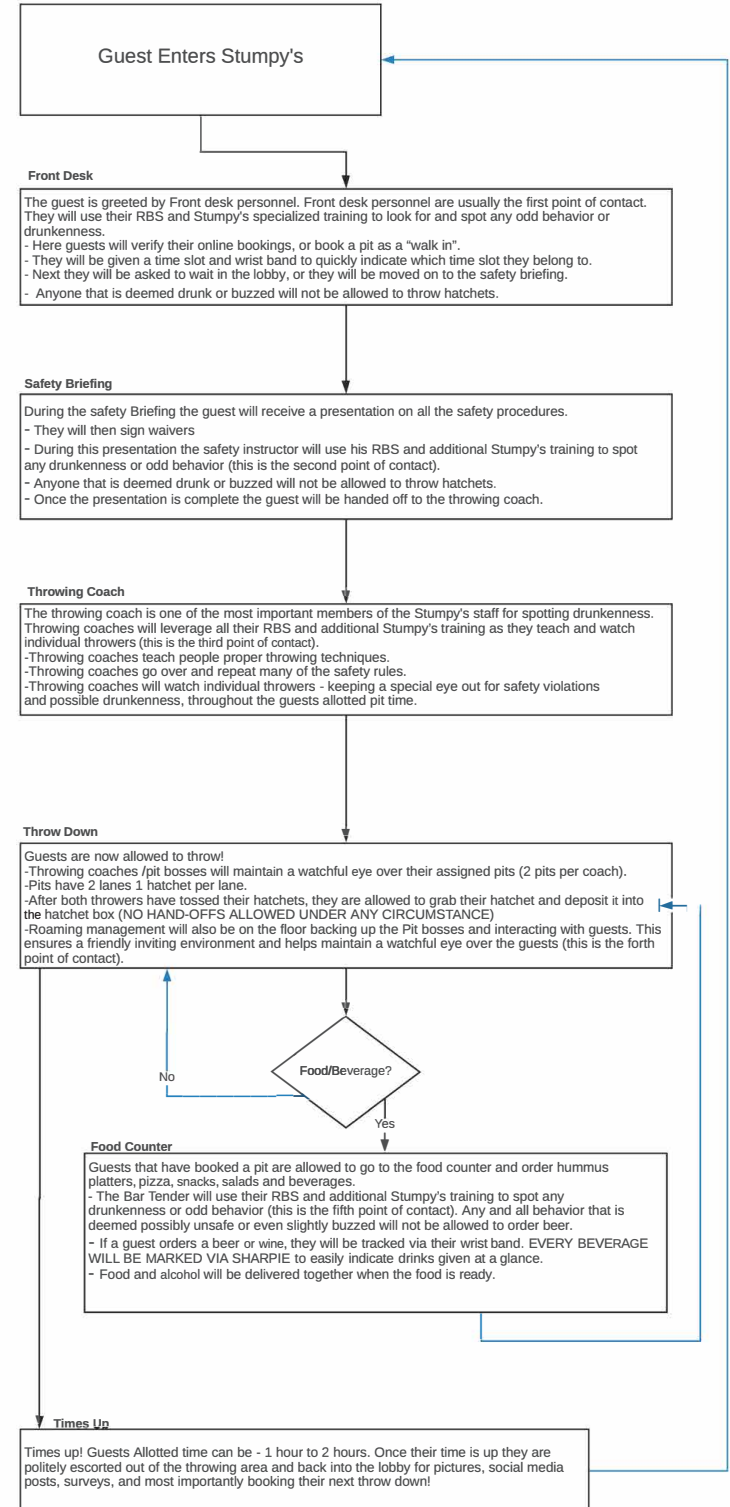 Guest Enters Stumpy's
Front Desk
The guest is greeted by Front desk personnel. Front desk personnel are usually the first point of contact.
They will use their RBS and Stumpy's specialized training to look for and spot any odd behavior or
drunkenness.
- Here guests will verify their online bookings, or book a pit as a “walk in”.
- They will be given a time slot and wrist band to quickly indicate which time slot they belong to.
- Next they will be asked to wait in the lobby, or they will be moved on to the safety briefing.
- Anyone that is deemed drunk or buzzed will not be allowed to throw hatchets.
Safety Briefing
During the safety Briefing the guest will receive a presentation on all the safety procedures.
- They will then sign waivers
- During this presentation the safety instructor will use his RBS and additional Stumpy's training to spot
any drunkenness or odd behavior (this is the second point of contact).
- Anyone that is deemed drunk or buzzed will not be allowed to throw hatchets.
- Once the presentation is complete the guest will be handed off to the throwing coach.
Throwing Coach
The throwing coach is one of the most important members of the Stumpy's staff for spotting drunkenness.
Throwing coaches will leverage all their RBS and additional Stumpy's training as they teach and watch
individual throwers (this is the third point of contact).
-Throwing coaches teach people proper throwing techniques.
-Throwing coaches go over and repeat many of the safety rules.
-Throwing coaches will watch individual throwers - keeping a special eye out for safety violations
and possible drunkenness, throughout the guests allotted pit time.
Throw Down
Guests are now allowed to throw!
-Throwing coaches /pit bosses will maintain a watchful eye over their assigned pits (2 pits per coach).
-Pits have 2 lanes 1 hatchet per lane.
-After both throwers have tossed their hatchets, they are allowed to grab their hatchet and deposit it into
the hatchet box (NO HAND-OFFS ALLOWED UNDER ANY CIRCUMSTANCE)
-Roaming management will also be on the floor backing up the Pit bosses and interacting with guests. This
ensures a friendly inviting environment and helps maintain a watchful eye over the guests (this is the forth
point of contact).
Food/Beverage?
No
Yes
Food Counter
Guests that have booked a pit are allowed to go to the food counter and order hummus
platters, pizza, snacks, salads and beverages.
- The Bar Tender will use their RBS and additional Stumpy's training to spot any
drunkenness or odd behavior (this is the fifth point of contact). Any and all behavior that is
deemed possibly unsafe or even slightly buzzed will not be allowed to order beer.
- If a guest orders a beer or wine, they will be tracked via their wrist band. EVERY BEVERAGE
WILL BE MARKED VIA SHARPIE to easily indicate drinks given at a glance.
- Food and alcohol will be delivered together when the food is ready.
Times Up
Times up! Guests Allotted time can be - 1 hour to 2 hours. Once their time is up they are
politely escorted out of the throwing area and back into the lobby for pictures, social media
posts, surveys, and most importantly booking their next throw down!